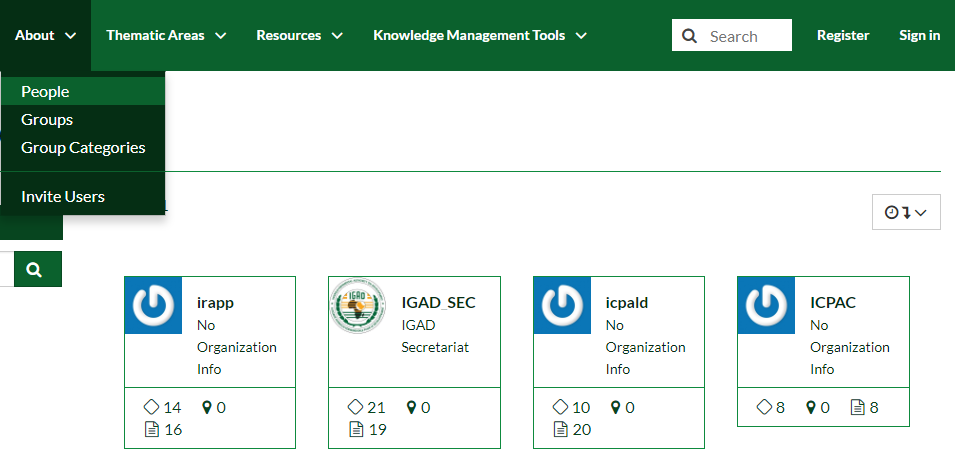 About Thematic Areas Resources Knowledge Management Tools Search Register Sign in
People
Groups
Group Categories
Invite Users
irapp
No
Organization
Info
14 0
16
IGAD_SEC
IGAD
Secretariat
21 0
19
icpald
No
Organization
Info
10 0
20
ICPAC
No
Organization
Info
8 0 8
IGAD